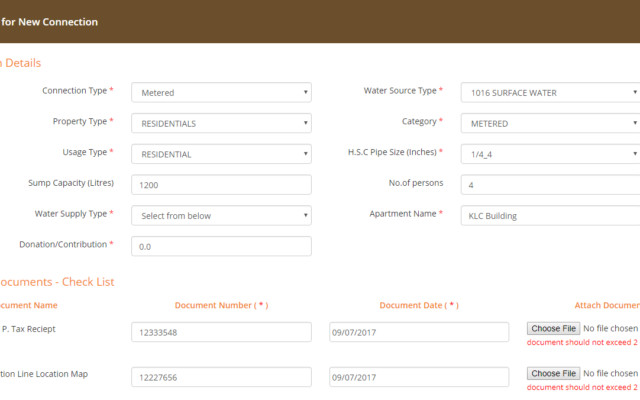 for New Connection
n Details
Connection Type * Metered Water Source Type * 1016 SURFACE WATER
Property Type * RESIDENTIALS Category * METERED
Usage Type * RESIDENTIAL H.S.C Pipe Size (Inches) * 1/4_4
Sump Capacity (Litres) 1200 No.of persons 4
Water Supply Type * Select from below Apartment Name * KLC Building
Donation/Contribution * 0.0
ocuments - Check List
cument Name Document Number ( * ) Document Date ( * ) Attach Documen
P. Tax Reciept 12333548 09/07/2017 Choose File No file chosen
document should not exceed 2
tion Line Location Map 12227656 09/07/2017 Choose File No file chosen
document should not exceed 2